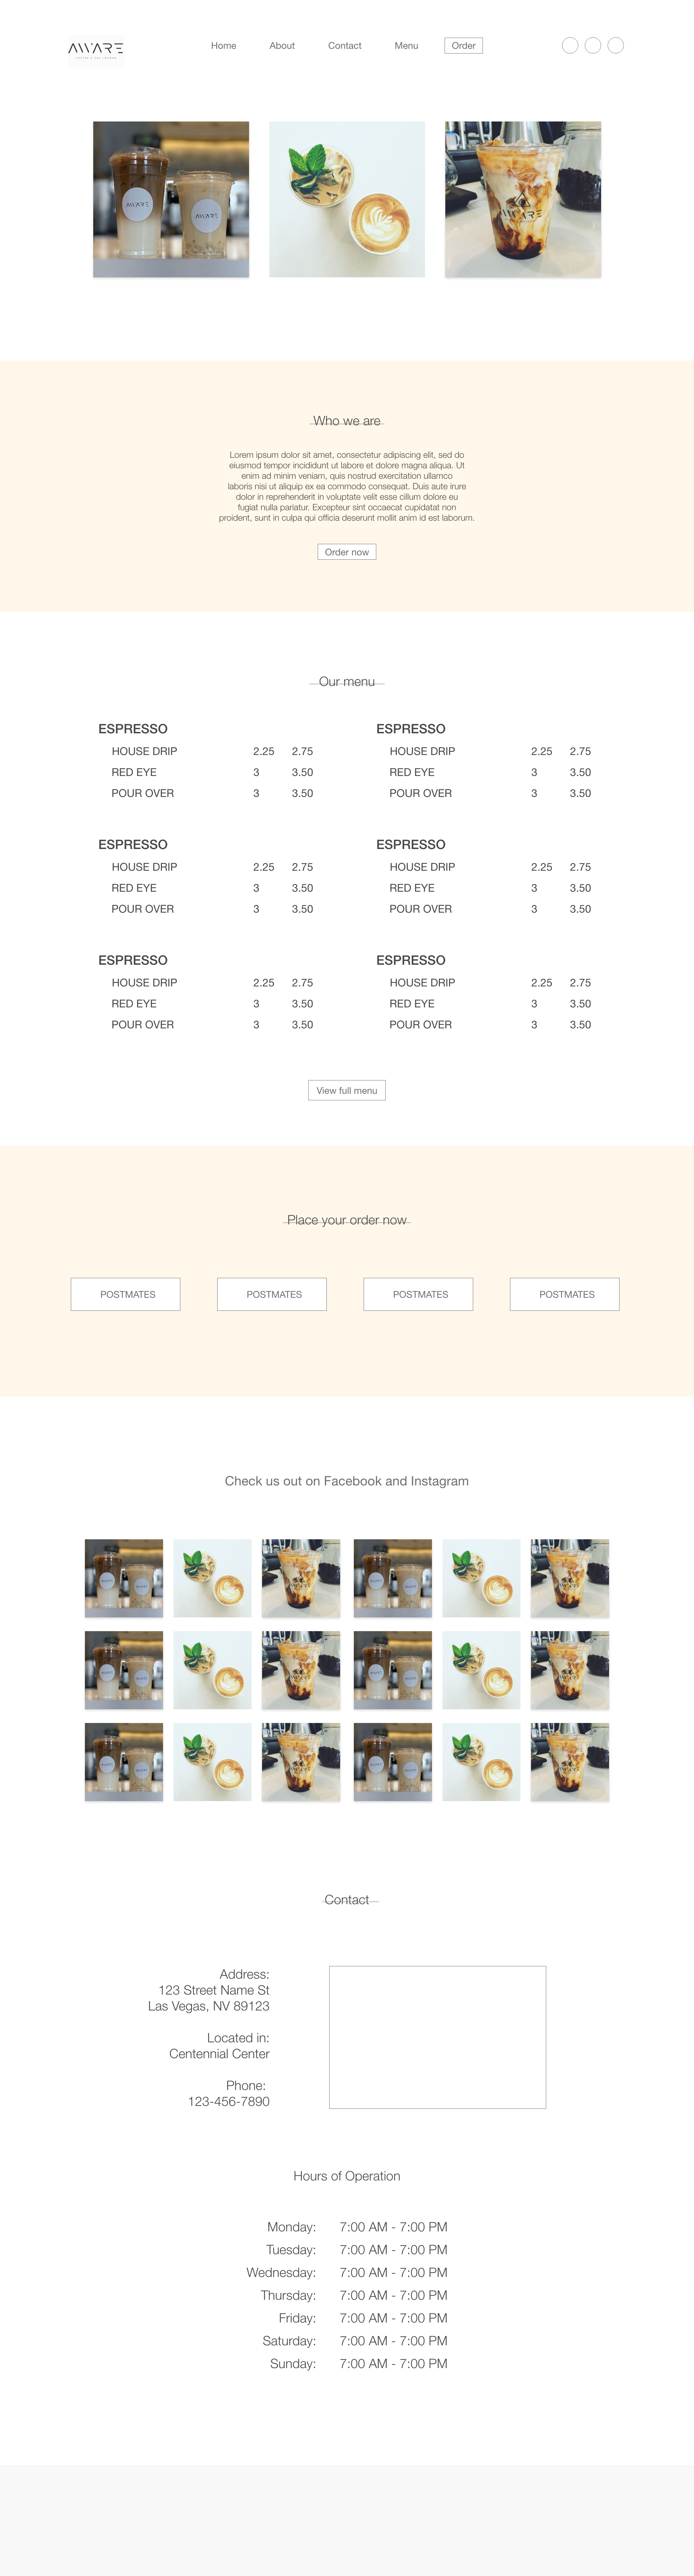 AWARE
COFFEE & TEA LOUNGE
Home About Contact Menu Order
AWARE AWARE
AWARE
Who we are
Lorem ipsum dolor sit amet, consectetur adipiscing elit, sed do
eiusmod tempor incididunt ut labore et dolore magna aliqua. Ut
enim ad minim veniam, quis nostrud exercitation ullamco
laboris nisi ut aliquip ex ea commodo consequat. Duis aute irure
dolor in reprehenderit in voluptate velit esse cillum dolore eu
fugiat nulla pariatur. Excepteur sint occaecat cupidatat non
proident, sunt in culpa qui officia deserunt mollit anim id est laborum.
Order now
Our menu
ESPRESSO
HOUSE DRIP 2.25 2.75
RED EYE 3 3.50
POUR OVER 3 3.50
ESPRESSO
HOUSE DRIP 2.25 2.75
RED EYE 3 3.50
POUR OVER 3 3.50
ESPRESSO
HOUSE DRIP 2.25 2.75
RED EYE 3 3.50
POUR OVER 3 3.50
ESPRESSO
HOUSE DRIP 2.25 2.75
RED EYE 3 3.50
POUR OVER 3 3.50
ESPRESSO
HOUSE DRIP 2.25 2.75
RED EYE 3 3.50
POUR OVER 3 3.50
ESPRESSO
HOUSE DRIP 2.25 2.75
RED EYE 3 3.50
POUR OVER 3 3.50
View full menu
Place your order now
POSTMATES POSTMATES POSTMATES POSTMATES
Check us out on Facebook and Instagram
Contact
Address:
123 Street Name St
Las Vegas, NV 89123
Located in:
Centennial Center
Phone:
123-456-7890
Hours of Operation
Monday: 7:00 AM - 7:00 PM
Tuesday: 7:00 AM - 7:00 PM
Wednesday: 7:00 AM - 7:00 PM
Thursday: 7:00 AM - 7:00 PM
Friday: 7:00 AM - 7:00 PM
Saturday: 7:00 AM - 7:00 PM
Sunday: 7:00 AM - 7:00 PM